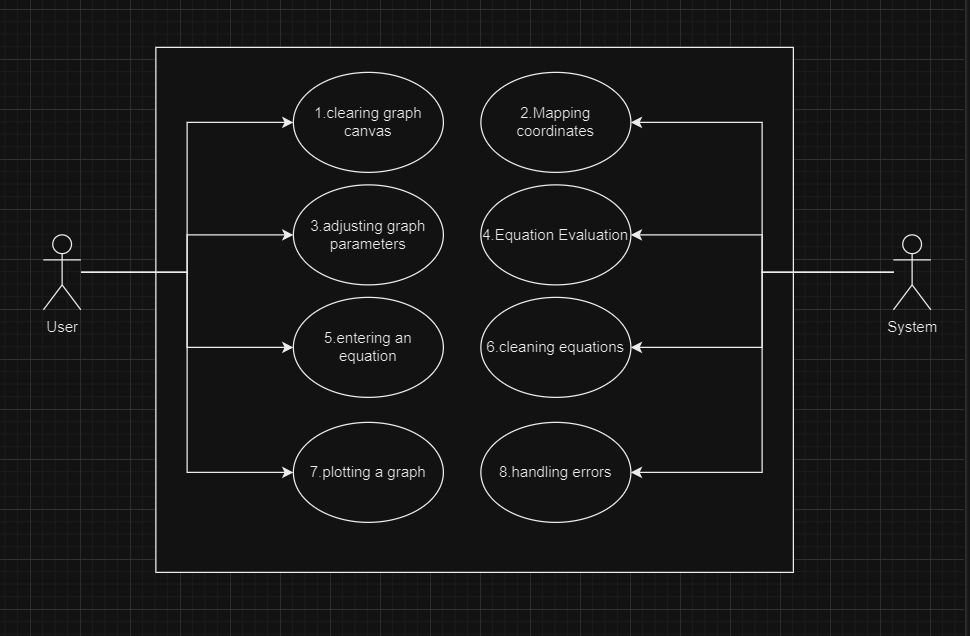 1.clearing graph
canvas
2.Mapping
coordinates
3.adjusting graph
parameters
4.Equation Evaluation
User
System
5.entering an
equation
6.cleaning equations
7.plotting a graph
8.handling errors